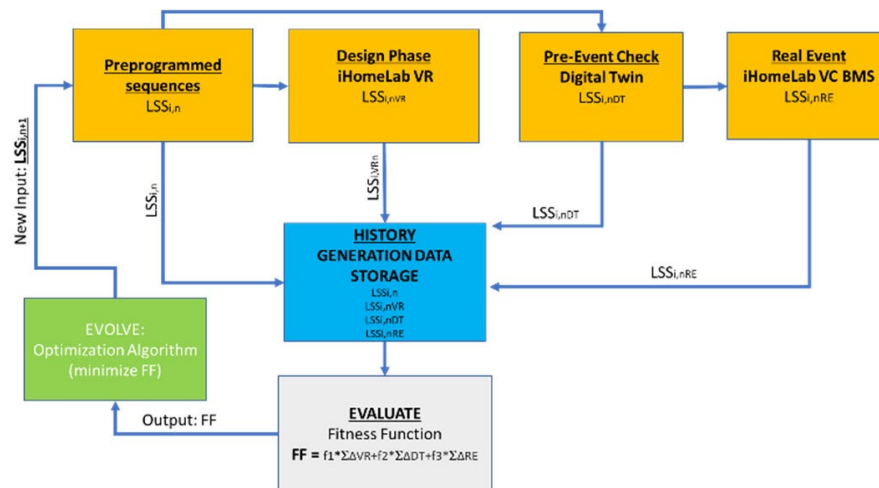 Preprogrammed
sequences
LSSi,n
Design Phase
iHomeLab VR
LSSi,nVR
Pre-Event Check
Digital Twin
LSSi,nDT
Real Event
iHomeLab VC BMS
LSSi,nRE
New Input: LSSi,n+1
LSSi,n
LSSi,VRn
LSSi,nDT
LSSi,nRE
HISTORY
GENERATION DATA
STORAGE
LSSi,n
LSSi,nVR
LSSi,nDT
LSSi,nRE
EVOLVE:
Optimization Algorithm
(minimize FF)
Output: FF
EVALUATE
Fitness Function
FF = f1*ΣΔVR+f2*ΣΔDT+f3*ΣΔRE